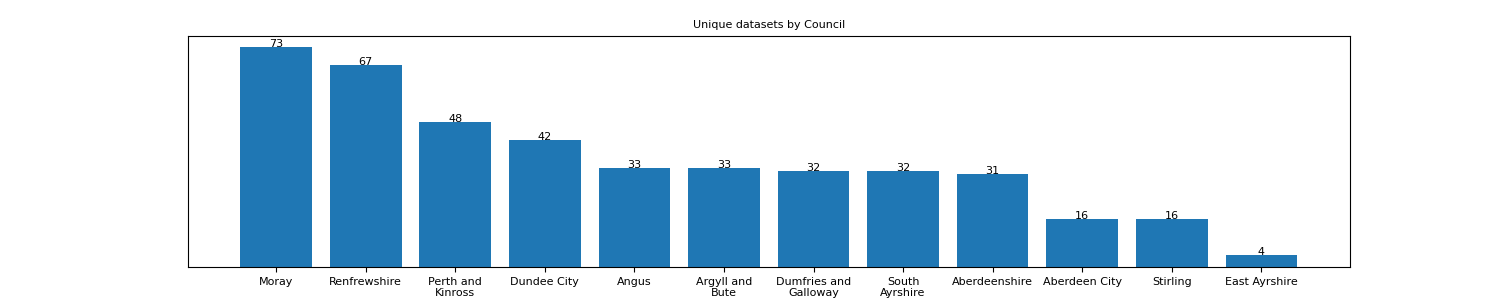 Unique datasets by Council
73
67
48
42
33
33
32
32
31
16
16
4
Moray
Renfrewshire
Perth and
Kinross
Dundee City
Angus
Argyll and
Bute
Dumfries and
Galloway
South
Ayrshire
Aberdeenshire
Aberdeen City
Stirling
East Ayrshire